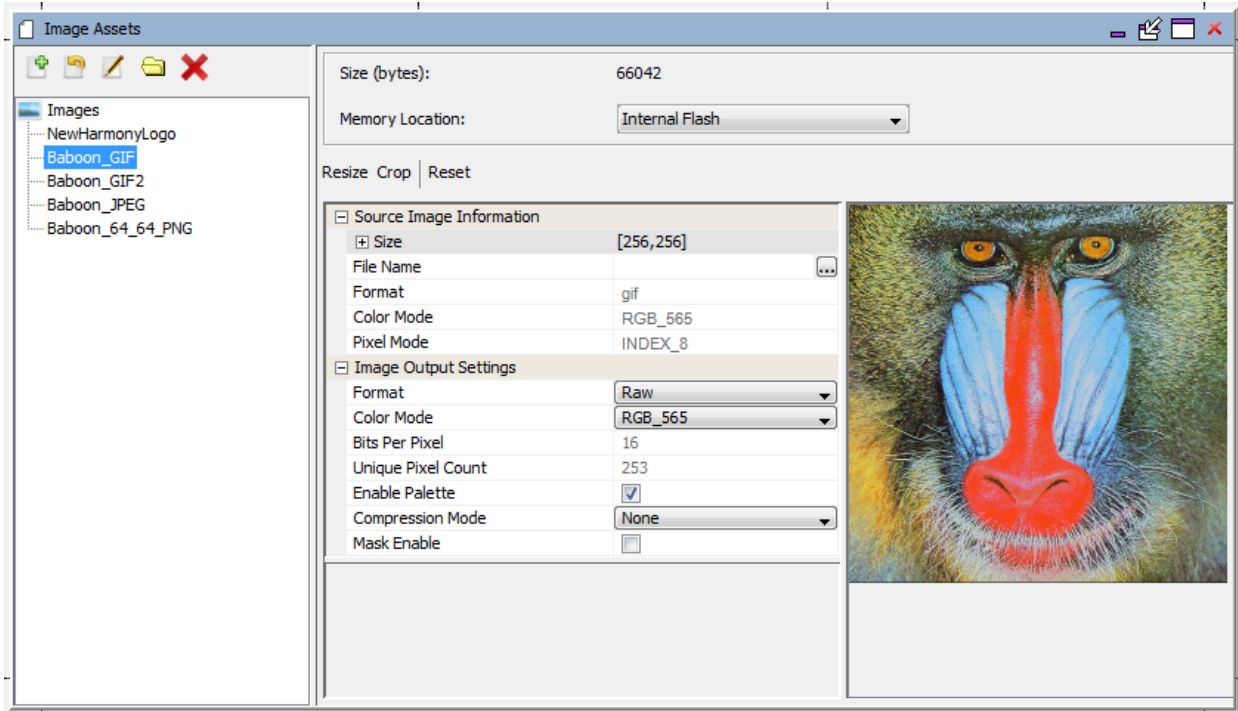 Image Assets
Images
NewHarmonyLogo
Baboon_GIF
Baboon_GIF2
Baboon_JPEG
Baboon_64_64_PNG
Size (bytes): 66042
Memory Location: Internal Flash
Resize Crop Reset
Source Image Information
Size [256,256]
File Name ...
Format gif
Color Mode RGB_565
Pixel Mode INDEX_8
Image Output Settings
Format Raw
Color Mode RGB_565
Bits Per Pixel 16
Unique Pixel Count 253
Enable Palette
Compression Mode None
Mask Enable